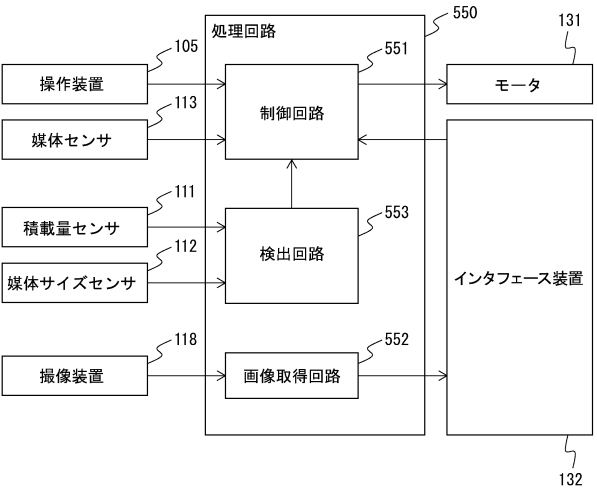 処理回路
550
105
操作装置
551
制御回路
131
モータ
113
媒体センサ
111
積載量センサ
553
検出回路
112
媒体サイズセンサ
インタフェース装置
118
撮像装置
552
画像取得回路
132